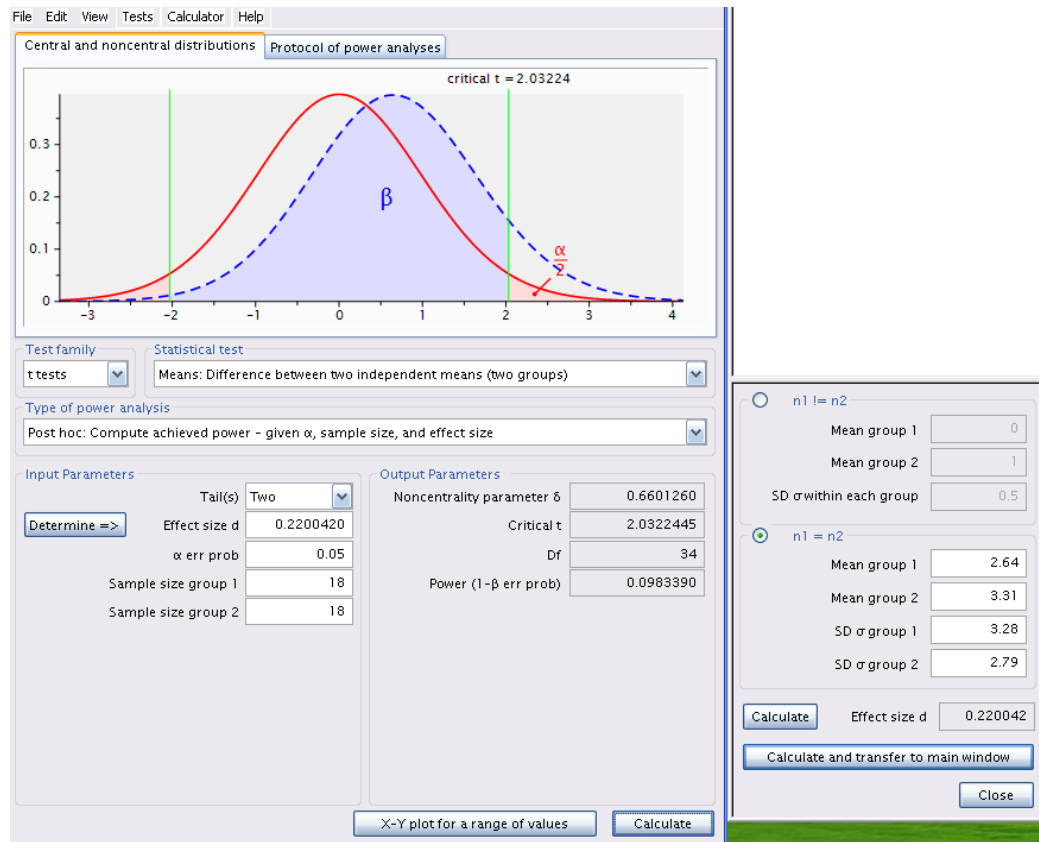 File Edit View Tests Calculator Help
Central and noncentral distributions Protocol of power analyses
critical t = 2.03224
0.3
0.2
0.1
0
β
α
2
-3 -2 -1 0 1 2 3 4
Test family Statistical test
t tests Means: Difference between two independent means (two groups)
Type of power analysis
Post hoc: Compute achieved power - given α, sample size, and effect size
Input Parameters
Tail(s) Two
Determine => Effect size d 0.2200420
α err prob 0.05
Sample size group 1 18
Sample size group 2 18
Output Parameters
Noncentrality parameter δ 0.6601260
Critical t 2.0322445
Df 34
Power (1-β err prob) 0.0983390
X-Y plot for a range of values Calculate
n1 != n2
Mean group 1 0
Mean group 2 1
SD σ within each group 0.5
n1 = n2
Mean group 1 2.64
Mean group 2 3.31
SD σ group 1 3.28
SD σ group 2 2.79
Calculate Effect size d 0.220042
Calculate and transfer to main window
Close